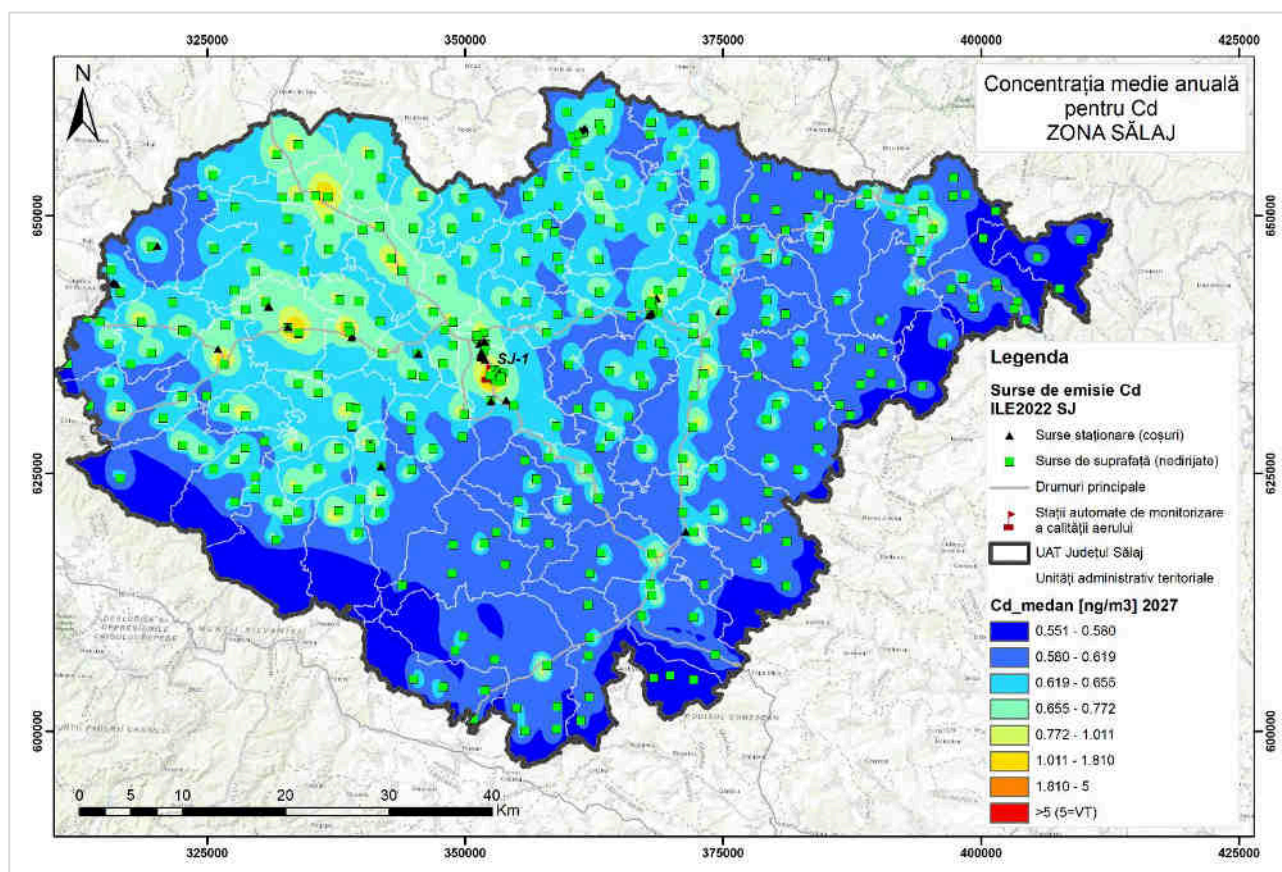 325000 350000 375000 400000 425000
N
Concentrația medie anuală
pentru Cd
ZONA SĂLAJ
650000 650000
SJ-1
625000 625000
600000 600000
Legenda
Surse de emisie Cd
ILE2022 SJ
Surse staționare (coșuri)
Surse de suprafață (nedirijate)
Drumuri principale
Stații automate de monitorizare
a calității aerului
UAT Județul Sălaj
Unități administrativ teritoriale
Cd_medan [ng/m3] 2027
0.551 - 0.580
0.580 - 0.619
0.619 - 0.655
0.655 - 0.772
0.772 - 1.011
1.011 - 1.810
1.810 - 5
>5 (5=VT)
0 5 10 20 30 40
Km
325000 350000 375000 400000 425000